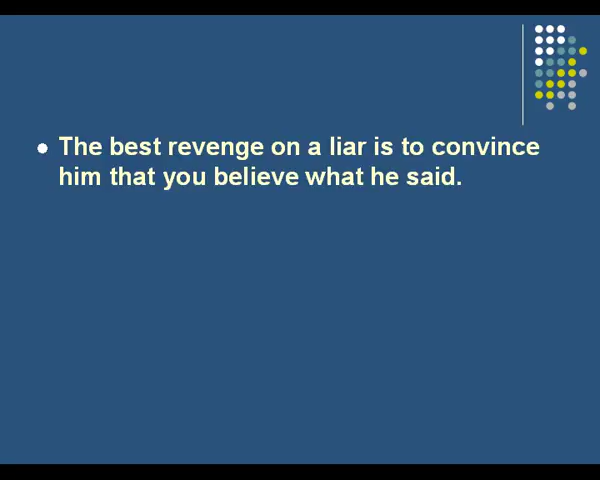 The best revenge on a liar is to convince
him that you believe what he said.